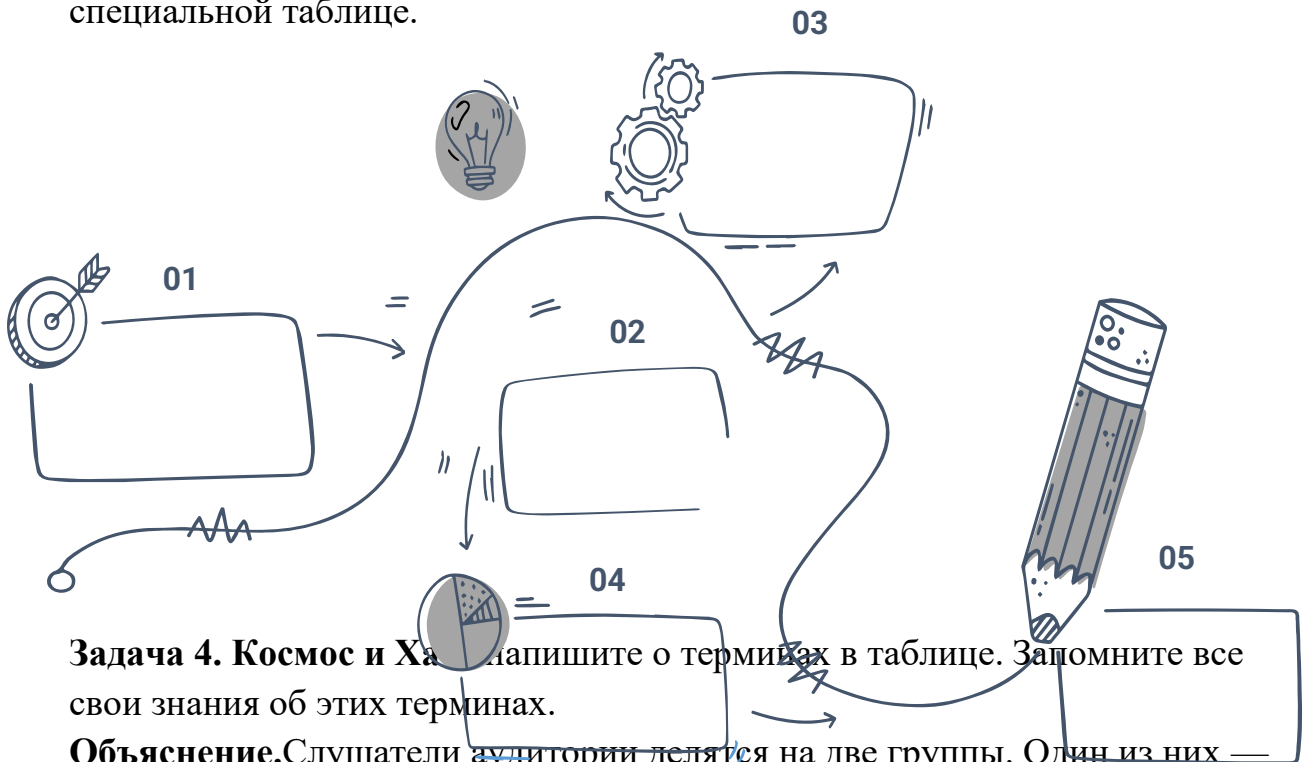 специальной таблице.
03
01
02
05
04
Задача 4. Космос и Ха напишите о терминах в таблице. Запомните все
свои знания об этих терминах.
Объяснение.Слушатели аудитории делятся на две группы. Один из них —